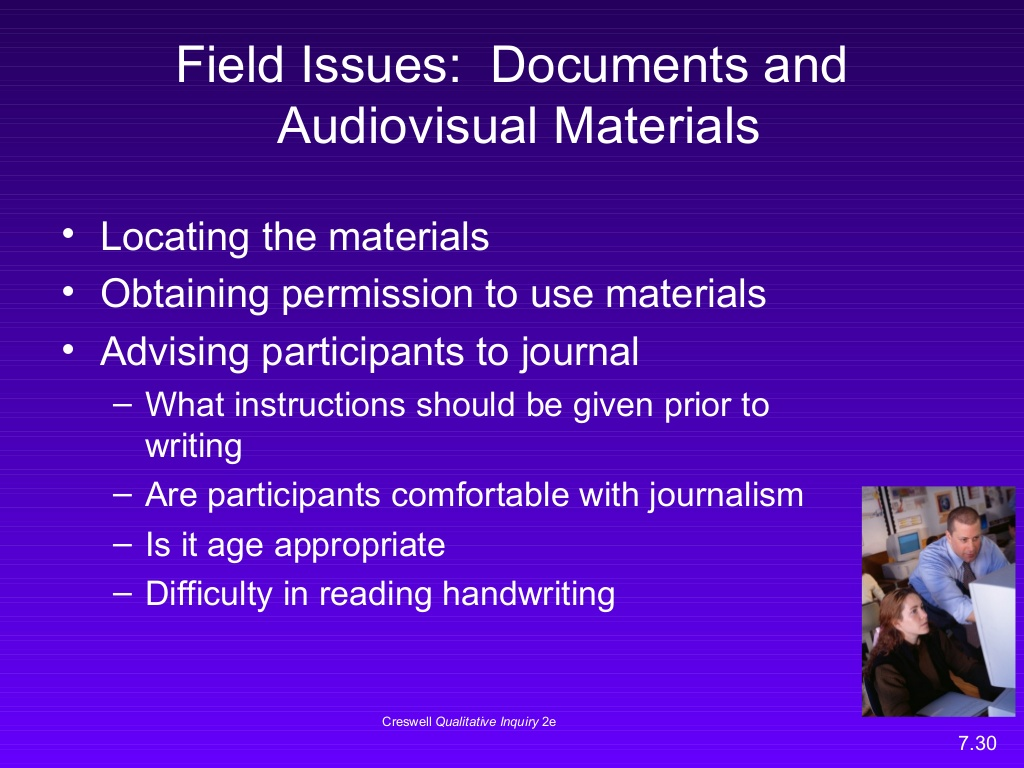 Field Issues:  Documents and
Audiovisual Materials
• Locating the materials
• Obtaining permission to use materials
• Advising participants to journal
– What instructions should be given prior to
writing
– Are participants comfortable with journalism
– Is it age appropriate
– Difficulty in reading handwriting
Creswell Qualitative Inquiry 2e
7.30